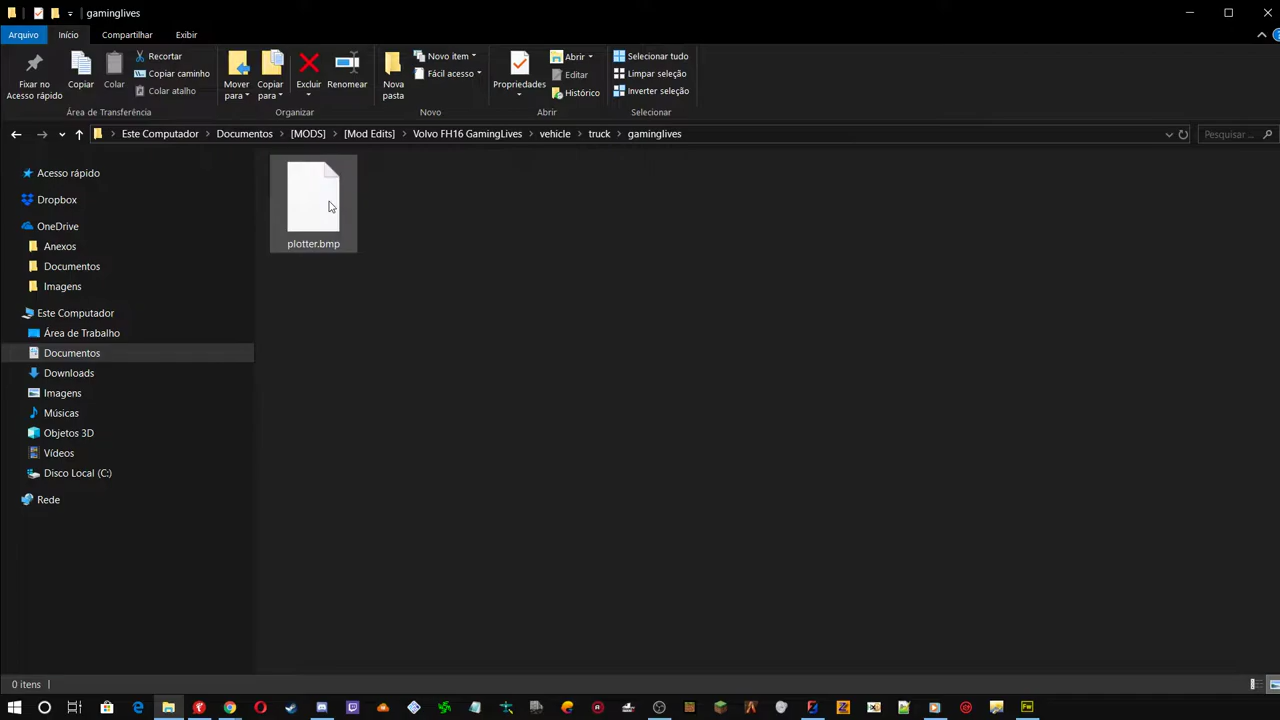 gaminglives
Arquivo Início Compartilhar Exibir
Fixar no Acesso rápido
Copiar
Colar
Recortar
Copiar caminho
Colar atalho
Mover para
Copiar para
Excluir
Renomear
Nova pasta
Novo item
Fácil acesso
Propriedades
Abrir
Editar
Histórico
Selecionar tudo
Limpar seleção
Inverter seleção
Área de Transferência Organizar Novo Abrir Selecionar
Este Computador Documentos [MODS] [Mod Edits] Volvo FH16 GamingLives vehicle truck gaminglives
Pesquisar ...
Acesso rápido
Dropbox
OneDrive
Anexos
Documentos
Imagens
Este Computador
Área de Trabalho
Documentos
Downloads
Imagens
Músicas
Objetos 3D
Vídeos
Disco Local (C:)
Rede
plotter.bmp
0 itens
Fw